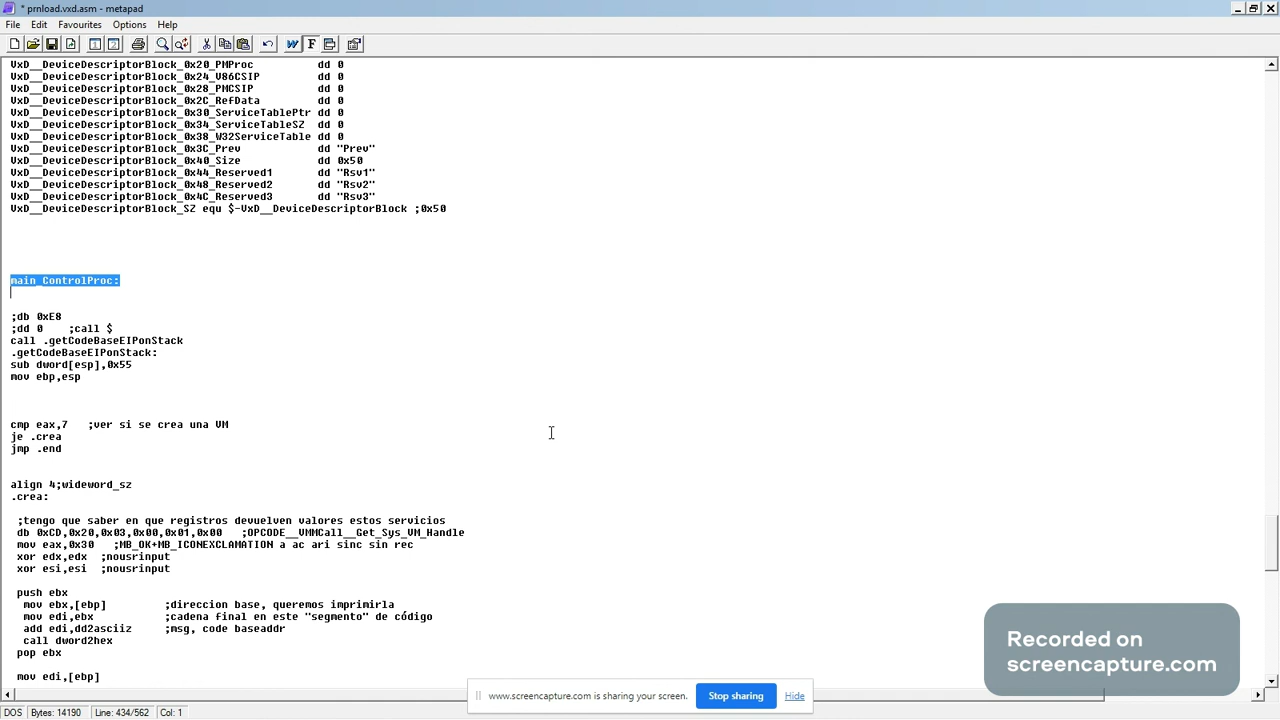 * prnload.vxd.asm - metapad
File Edit Favourites Options Help
VxD__DeviceDescriptorBlock_0x20_PMProc dd 0
VxD__DeviceDescriptorBlock_0x24_V86CSIP dd 0
VxD__DeviceDescriptorBlock_0x28_PMCSIP dd 0
VxD__DeviceDescriptorBlock_0x2C_RefData dd 0
VxD__DeviceDescriptorBlock_0x30_ServiceTablePtr dd 0
VxD__DeviceDescriptorBlock_0x34_ServiceTableSZ dd 0
VxD__DeviceDescriptorBlock_0x38_W32ServiceTable dd 0
VxD__DeviceDescriptorBlock_0x3C_Prev dd "Prev"
VxD__DeviceDescriptorBlock_0x40_Size dd 0x50
VxD__DeviceDescriptorBlock_0x44_Reserved1 dd "Rsv1"
VxD__DeviceDescriptorBlock_0x48_Reserved2 dd "Rsv2"
VxD__DeviceDescriptorBlock_0x4C_Reserved3 dd "Rsv3"
VxD__DeviceDescriptorBlock_SZ equ $-VxD__DeviceDescriptorBlock ;0x50
main_ControlProc:
;db 0xE8
;dd 0 ;call $
call .getCodeBaseEIPonStack
.getCodeBaseEIPonStack:
sub dword[esp],0x55
mov ebp,esp
cmp eax,7 ;ver si se crea una VM
je .crea
jmp .end
align 4;wideword_sz
.crea:
;tengo que saber en que registros devuelven valores estos servicios
db 0xCD,0x20,0x03,0x00,0x01,0x00 ;OPCODE__VMMCall__Get_Sys_VM_Handle
mov eax,0x30 ;MB_OK+MB_ICONEXCLAMATION a ac ari sinc sin rec
xor edx,edx ;nousrinput
xor esi,esi ;nousrinput
push ebx
mov ebx,[ebp] ;direccion base, queremos imprimirla
mov edi,ebx ;cadena final en este "segmento" de código
add edi,dd2asciiz ;msg, code baseaddr
call dword2hex
pop ebx
mov edi,[ebp]
Recorded on
screencapture.com
www.screencapture.com is sharing your screen. Stop sharing Hide
DOS Bytes: 14190 Line: 434/562 Col: 1